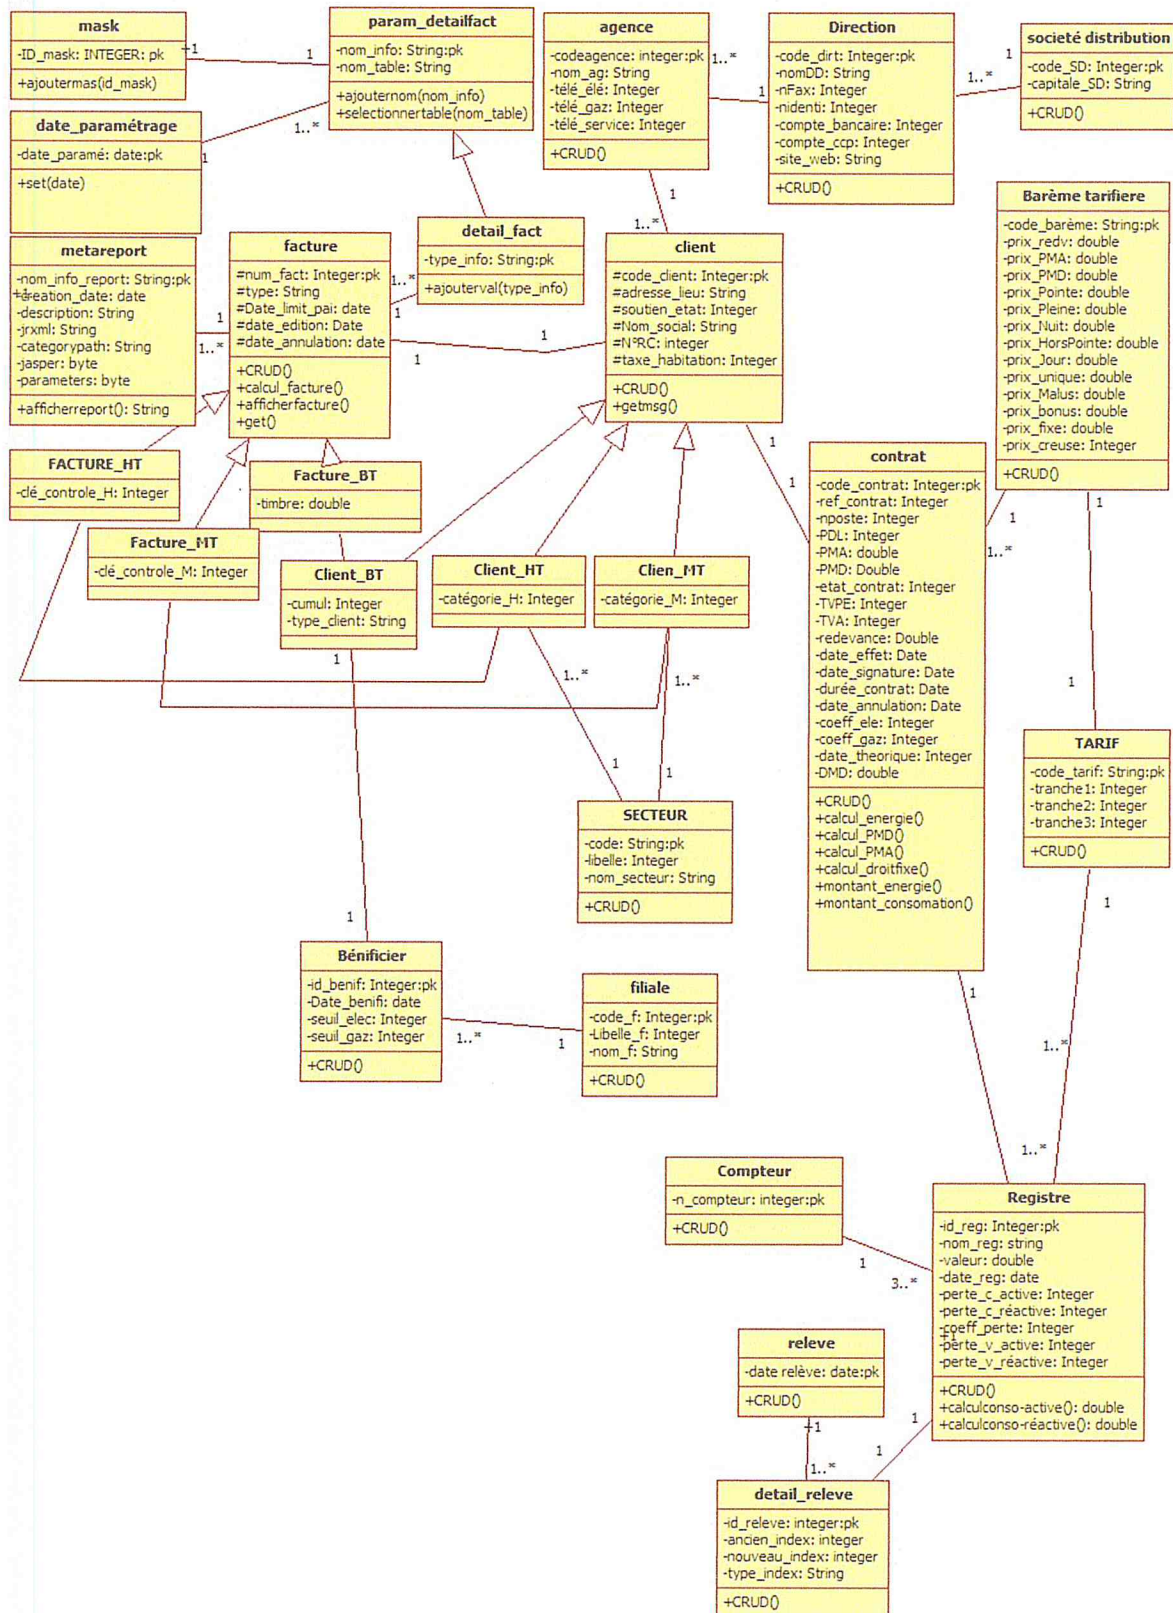 mask
-ID_mask: INTEGER: pk
+ajoutermas(id_mask)
+1
1
param_detailfact
-nom_info: String:pk
-nom_table: String
+ajouternom(nom_info)
+selectionnertable(nom_table)
agence
-codeagence: integer:pk
-nom_ag: String
-télé_élé: Integer
-télé_gaz: Integer
-télé_service: Integer
+CRUD()
1..*
1
Direction
-code_dirt: Integer:pk
-nomDD: String
-nFax: Integer
-nidenti: Integer
-compte_bancaire: Integer
-compte_ccp: Integer
-site_web: String
+CRUD()
1
1..*
societé distribution
-code_SD: Integer:pk
-capitale_SD: String
+CRUD()
date_paramétrage
-date_paramé: date:pk
+set(date)
1..*
1
1
1..*
metareport
-nom_info_report: String:pk
-creation_date: date
-description: String
-jrxml: String
-categorypath: String
-jasper: byte
-parameters: byte
+afficherreport(): String
1
1..*
facture
#num_fact: Integer:pk
#type: String
#Date_limit_pai: date
#date_edition: Date
#date_annulation: date
+CRUD()
+calcul_facture()
+afficherfacture()
+get()
1..*
1
detail_fact
-type_info: String:pk
+ajouterval(type_info)
1
1
client
#code_client: Integer:pk
#adresse_lieu: String
#soutien_etat: Integer
#Nom_social: String
#N°RC: integer
#taxe_habitation: Integer
+CRUD()
+getmsg()
1
1
Barème tarifiere
-code_barème: String:pk
-prix_redv: double
-prix_PMA: double
-prix_PMD: double
-prix_Pointe: double
-prix_Pleine: double
-prix_Nuit: double
-prix_HorsPointe: double
-prix_Jour: double
-prix_unique: double
-prix_Malus: double
-prix_bonus: double
-prix_fixe: double
-prix_creuse: Integer
+CRUD()
FACTURE_HT
-clé_controle_H: Integer
Facture_BT
-timbre: double
Facture_MT
-clé_controle_M: Integer
Client_BT
-cumul: Integer
-type_client: String
Client_HT
-catégorie_H: Integer
Clien_MT
-catégorie_M: Integer
contrat
-code_contrat: Integer:pk
-ref_contrat: Integer
-nposte: Integer
-PDL: Integer
-PMA: double
-PMD: Double
-etat_contrat: Integer
-TVPE: Integer
-TVA: Integer
-redevance: Double
-date_effet: Date
-date_signature: Date
-durée_contrat: Date
-date_annulation: Date
-coeff_ele: Integer
-coeff_gaz: Integer
-date_theorique: Integer
-DMD: double
+CRUD()
+calcul_energie()
+calcul_PMD()
+calcul_PMA()
+calcul_droitfixe()
+montant_energie()
+montant_consomation()
1
1..*
1
1
1
1..*
1..*
1
1
SECTEUR
-code: String:pk
-libelle: Integer
-nom_secteur: String
+CRUD()
TARIF
-code_tarif: String:pk
-tranche1: Integer
-tranche2: Integer
-tranche3: Integer
+CRUD()
1
1
Bénificier
-id_benif: Integer:pk
-Date_benifi: date
-seuil_elec: Integer
-seuil_gaz: Integer
+CRUD()
1..*
1
filiale
-code_f: Integer:pk
-Libelle_f: Integer
-nom_f: String
+CRUD()
1
1..*
1..*
Compteur
-n_compteur: integer:pk
+CRUD()
1
3..*
Registre
-id_reg: Integer:pk
-nom_reg: string
-valeur: double
-date_reg: date
-perte_c_active: Integer
-perte_c_réactive: Integer
-coeff_perte: Integer
+1
-perte_v_active: Integer
-perte_v_réactive: Integer
+CRUD()
+calculconso-active(): double
+calculconso-réactive(): double
releve
-date relève: date:pk
+CRUD()
+1
1..*
1
1
detail_releve
-id_releve: integer:pk
-ancien_index: integer
-nouveau_index: integer
-type_index: String
+CRUD()